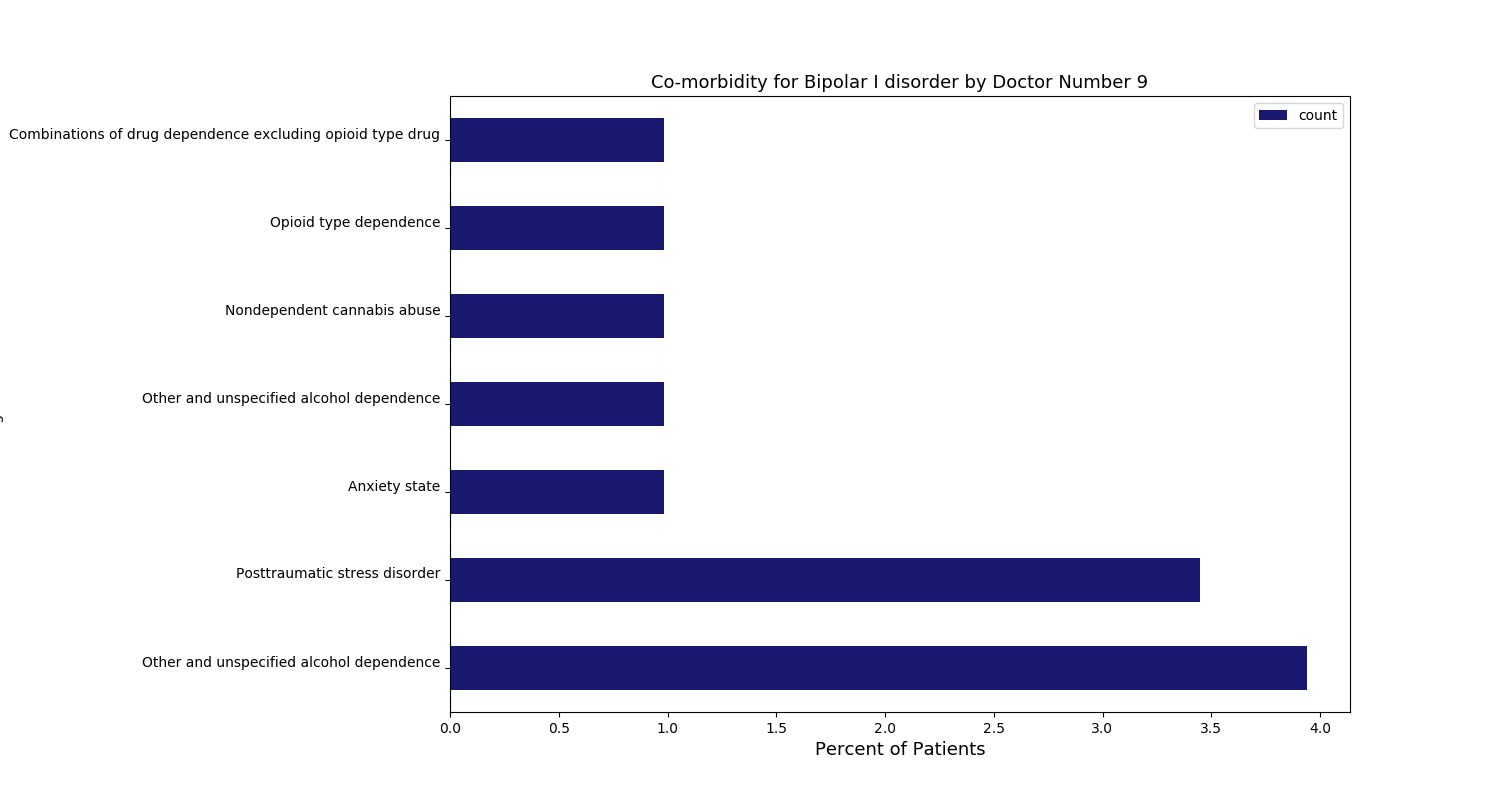 Co-morbidity for Bipolar I disorder by Doctor Number 9
count
Combinations of drug dependence excluding opioid type drug
Opioid type dependence
Nondependent cannabis abuse
Other and unspecified alcohol dependence
Anxiety state
Posttraumatic stress disorder
Other and unspecified alcohol dependence
0.0 0.5 1.0 1.5 2.0 2.5 3.0 3.5 4.0
Percent of Patients